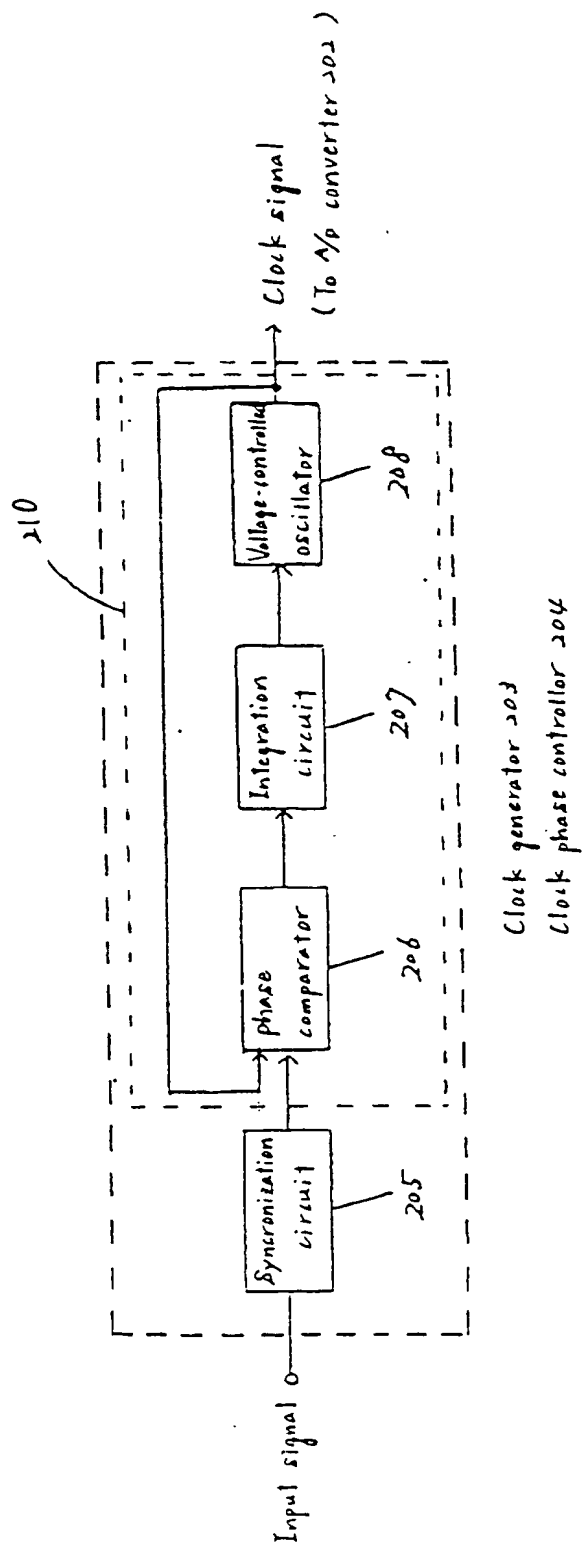 210
Input signal
Syncronization
circuit
205
phase
comparator
206
Integration
circuit
207
Voltage-controlled
oscillator
208
Clock signal
(To A/D converter 202)
Clock generator 203
Clock phase controllor 204